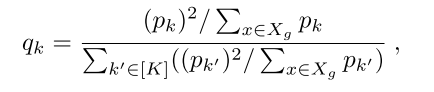 q_k = \frac{(p_k)^2 / \sum_{x \in X_g} p_k}{\sum_{k' \in [K]} ((p_{k'})^2 / \sum_{x \in X_g} p_{k'})} ,